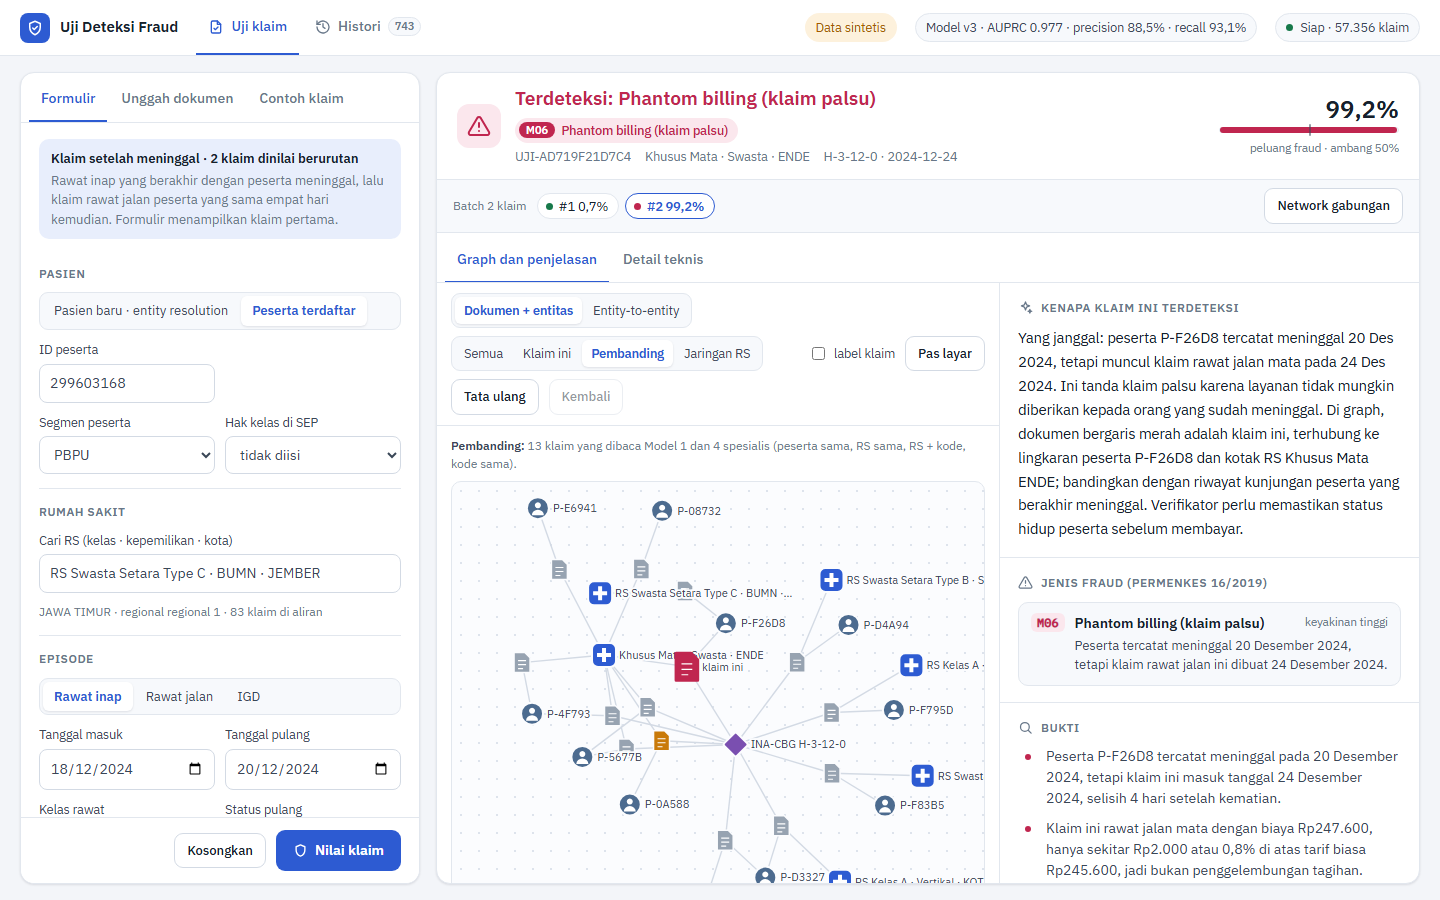 Uji Deteksi Fraud
Uji klaim
Histori 743
Data sintetis
Model v3 · AUPRC 0.977 · precision 88,5% · recall 93,1%
Siap · 57.356 klaim
Formulir
Unggah dokumen
Contoh klaim
Klaim setelah meninggal · 2 klaim dinilai berurutan
Rawat inap yang berakhir dengan peserta meninggal, lalu
klaim rawat jalan peserta yang sama empat hari
kemudian. Formulir menampilkan klaim pertama.
PASIEN
Pasien baru · entity resolution
Peserta terdaftar
ID peserta
299603168
Segmen peserta
Hak kelas di SEP
PBPU
tidak diisi
RUMAH SAKIT
Cari RS (kelas · kepemilikan · kota)
RS Swasta Setara Type C · BUMN · JEMBER
JAWA TIMUR · regional regional 1 · 83 klaim di aliran
EPISODE
Rawat inap
Rawat jalan
IGD
Tanggal masuk
Tanggal pulang
18/12/2024
20/12/2024
Kelas rawat
Status pulang
Kosongkan
Nilai klaim
Terdeteksi: Phantom billing (klaim palsu)
M06 Phantom billing (klaim palsu)
UJI-AD719F21D7C4 Khusus Mata · Swasta · ENDE H-3-12-0 · 2024-12-24
99,2%
peluang fraud · ambang 50%
Batch 2 klaim
#1 0,7%
#2 99,2%
Network gabungan
Graph dan penjelasan
Detail teknis
Dokumen + entitas
Entity-to-entity
Semua
Klaim ini
Pembanding
Jaringan RS
label klaim
Pas layar
Tata ulang
Kembali
Pembanding: 13 klaim yang dibaca Model 1 dan 4 spesialis (peserta sama, RS sama, RS + kode,
kode sama).
P-E6941
P-08732
RS Swasta Setara Type C · BUMN ·...
RS Swasta Setara Type B · S
P-F26D8
P-D4A94
Khusus Mata · Swasta · ENDE
klaim ini
RS Kelas A ·
P-4F793
P-F795D
INA-CBG H-3-12-0
P-5677B
RS Swast
P-0A588
P-F83B5
P-D3327
RS Kelas A · Vertikal · KOT
KENAPA KLAIM INI TERDETEKSI
Yang janggal: peserta P-F26D8 tercatat meninggal 20 Des
2024, tetapi muncul klaim rawat jalan mata pada 24 Des
2024. Ini tanda klaim palsu karena layanan tidak mungkin
diberikan kepada orang yang sudah meninggal. Di graph,
dokumen bergaris merah adalah klaim ini, terhubung ke
lingkaran peserta P-F26D8 dan kotak RS Khusus Mata
ENDE; bandingkan dengan riwayat kunjungan peserta yang
berakhir meninggal. Verifikator perlu memastikan status
hidup peserta sebelum membayar.
JENIS FRAUD (PERMENKES 16/2019)
M06 Phantom billing (klaim palsu) keyakinan tinggi
Peserta tercatat meninggal 20 Desember 2024,
tetapi klaim rawat jalan ini dibuat 24 Desember 2024.
BUKTI
Peserta P-F26D8 tercatat meninggal pada 20 Desember
2024, tetapi klaim ini masuk tanggal 24 Desember
2024, selisih 4 hari setelah kematian.
Klaim ini rawat jalan mata dengan biaya Rp247.600,
hanya sekitar Rp2.000 atau 0,8% di atas tarif biasa
Rp245.600, jadi bukan penggelembungan tagihan.